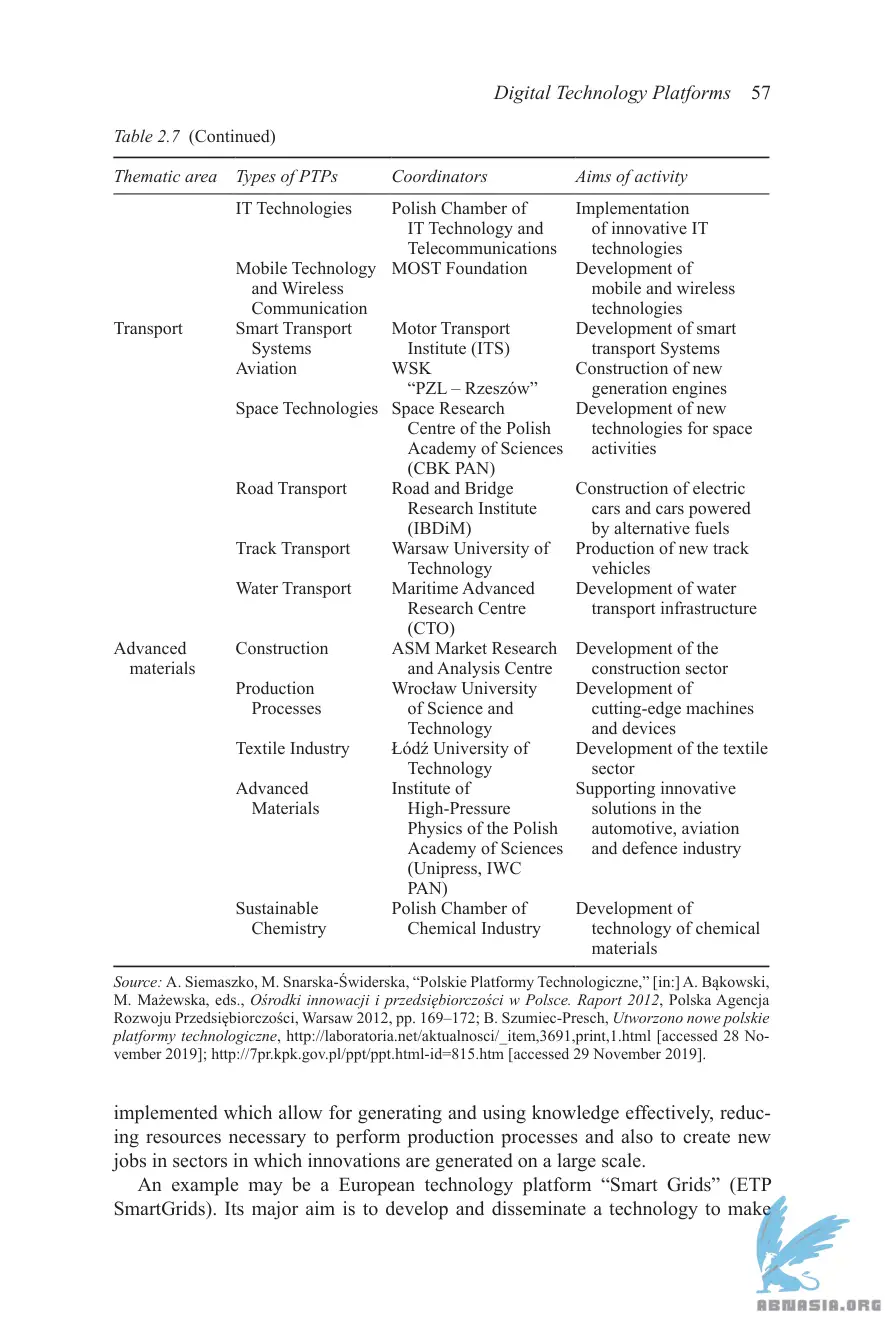 Digital Technology Platforms 57
Table 2.7 (Continued)
Thematic area Types of PTPs Coordinators Aims of activity
IT Technologies Polish Chamber of Implementation
IT Technology and of innovative IT
Telecommunications technologies
Mobile Technology MOST Foundation Development of
and Wireless mobile and wireless
Communication technologies
Transport Smart Transport Motor Transport Development of smart
Systems Institute (ITS) transport Systems
Aviation WSK Construction of new
“PZL – Rzeszów” generation engines
Space Technologies Space Research Development of new
Centre of the Polish technologies for space
Academy of Sciences activities
(CBK PAN)
Road Transport Road and Bridge Construction of electric
Research Institute cars and cars powered
(IBDiM) by alternative fuels
Track Transport Warsaw University of Production of new track
Technology vehicles
Water Transport Maritime Advanced Development of water
Research Centre transport infrastructure
(CTO)
Advanced Construction ASM Market Research Development of the
materials and Analysis Centre construction sector
Production Wrocław University Development of
Processes of Science and cutting-edge machines
Technology and devices
Textile Industry Łódź University of Development of the textile
Technology sector
Advanced Institute of Supporting innovative
Materials High-Pressure solutions in the
Physics of the Polish automotive, aviation
Academy of Sciences and defence industry
(Unipress, IWC
PAN)
Sustainable Polish Chamber of Development of
Chemistry Chemical Industry technology of chemical
materials
Source: A. Siemaszko, M. Snarska-Świderska, “Polskie Platformy Technologiczne,” [in:] A. Bąkowski,
M. Mażewska, eds., Ośrodki innowacji i przedsiębiorczości w Polsce. Raport 2012, Polska Agencja
Rozwoju Przedsiębiorczości, Warsaw 2012, pp. 169–172; B. Szumiec-Presch, Utworzono nowe polskie
platformy technologiczne, http://laboratoria.net/aktualnosci/_item,3691,print,1.html [accessed 28 No-
vember 2019]; http://7pr.kpk.gov.pl/ppt/ppt.html-id=815.htm [accessed 29 November 2019].
implemented which allow for generating and using knowledge effectively, reduc-
ing resources necessary to perform production processes and also to create new
jobs in sectors in which innovations are generated on a large scale.
An example may be a European technology platform “Smart Grids” (ETP
SmartGrids). Its major aim is to develop and disseminate a technology to make
ABNASIA.ORG